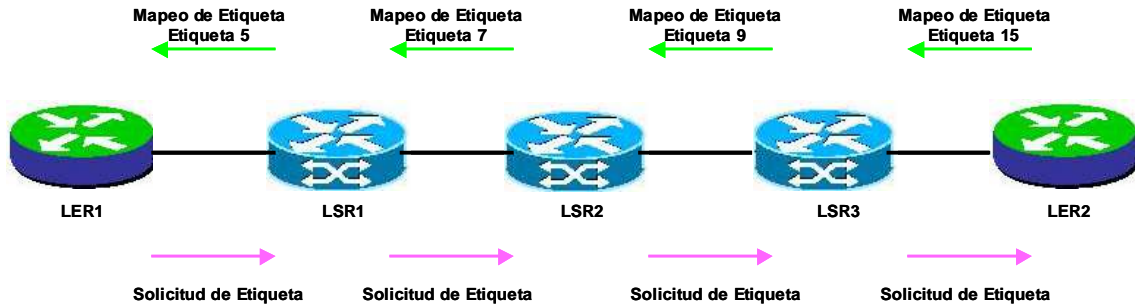 Mapeo de Etiqueta
Etiqueta 5
Mapeo de Etiqueta
Etiqueta 7
Mapeo de Etiqueta
Etiqueta 9
Mapeo de Etiqueta
Etiqueta 15
LER1
LSR1
LSR2
LSR3
LER2
Solicitud de Etiqueta
Solicitud de Etiqueta
Solicitud de Etiqueta
Solicitud de Etiqueta